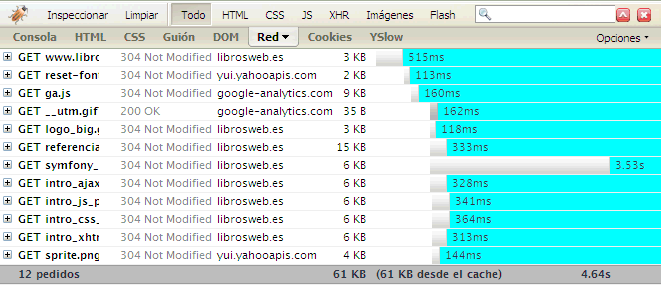 Inspeccionar Limpiar Todo HTML CSS JS XHR Imágenes Flash
Consola HTML CSS Guión DOM Red Cookies YSlow Opciones
GET www.libro 304 Not Modified librosweb.es 3 KB 515ms
GET reset-fon 304 Not Modified yui.yahooapis.com 2 KB 113ms
GET ga.js 304 Not Modified google-analytics.com 9 KB 160ms
GET __utm.gif 200 OK google-analytics.com 35 B 162ms
GET logo_big.g 304 Not Modified librosweb.es 3 KB 118ms
GET referencia 304 Not Modified librosweb.es 15 KB 333ms
GET symfony_ 304 Not Modified librosweb.es 6 KB 3.53s
GET intro_ajax 304 Not Modified librosweb.es 6 KB 328ms
GET intro_js_p 304 Not Modified librosweb.es 6 KB 341ms
GET intro_css_ 304 Not Modified librosweb.es 6 KB 364ms
GET intro_xhtn 304 Not Modified librosweb.es 6 KB 313ms
GET sprite.png 304 Not Modified yui.yahooapis.com 4 KB 144ms
12 pedidos 61 KB (61 KB desde el cache) 4.64s